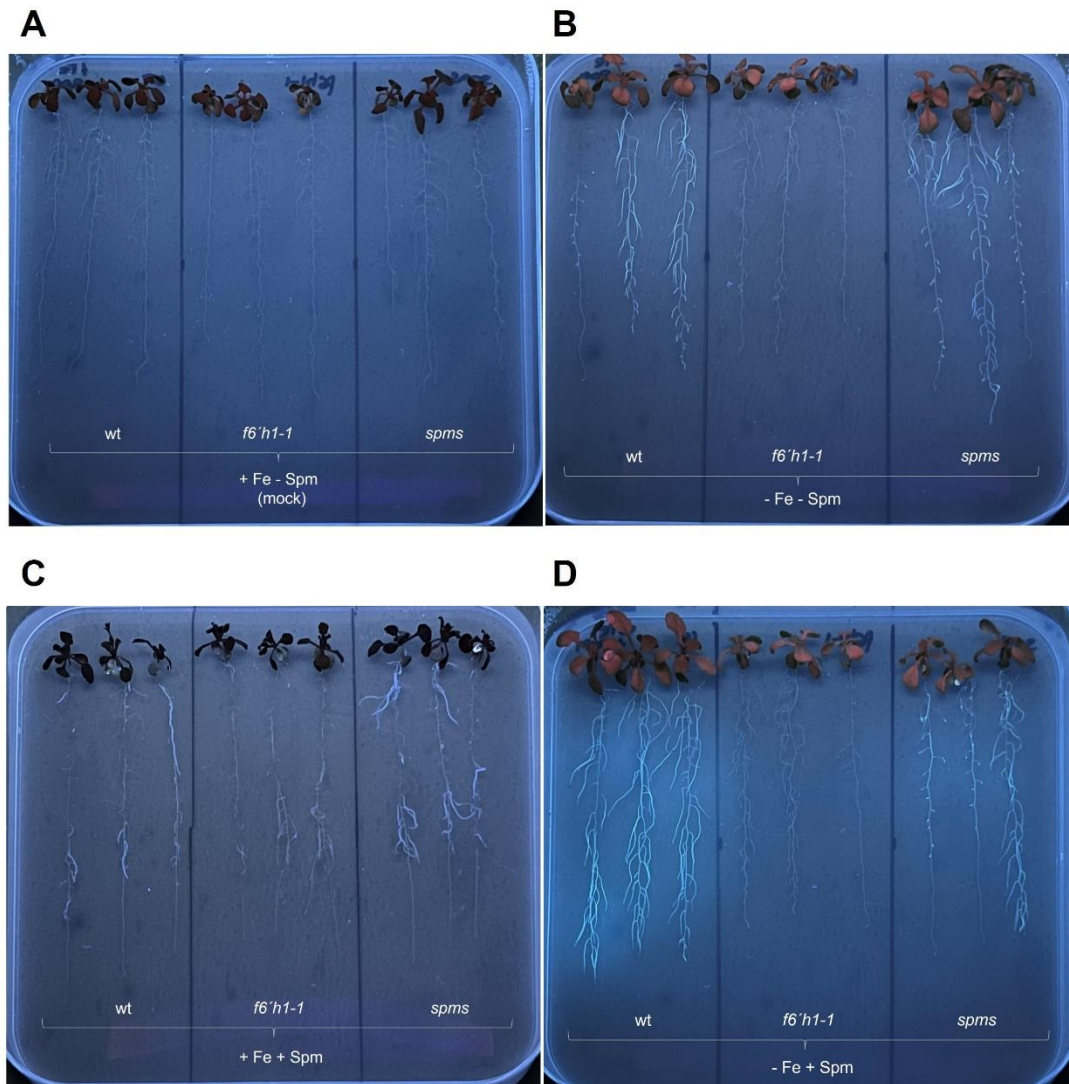 A
B
wt
f6´h1-1
spms
+ Fe - Spm
(mock)
wt
f6´h1-1
spms
- Fe - Spm
C
D
wt
f6´h1-1
spms
+ Fe + Spm
wt
f6´h1-1
spms
- Fe + Spm